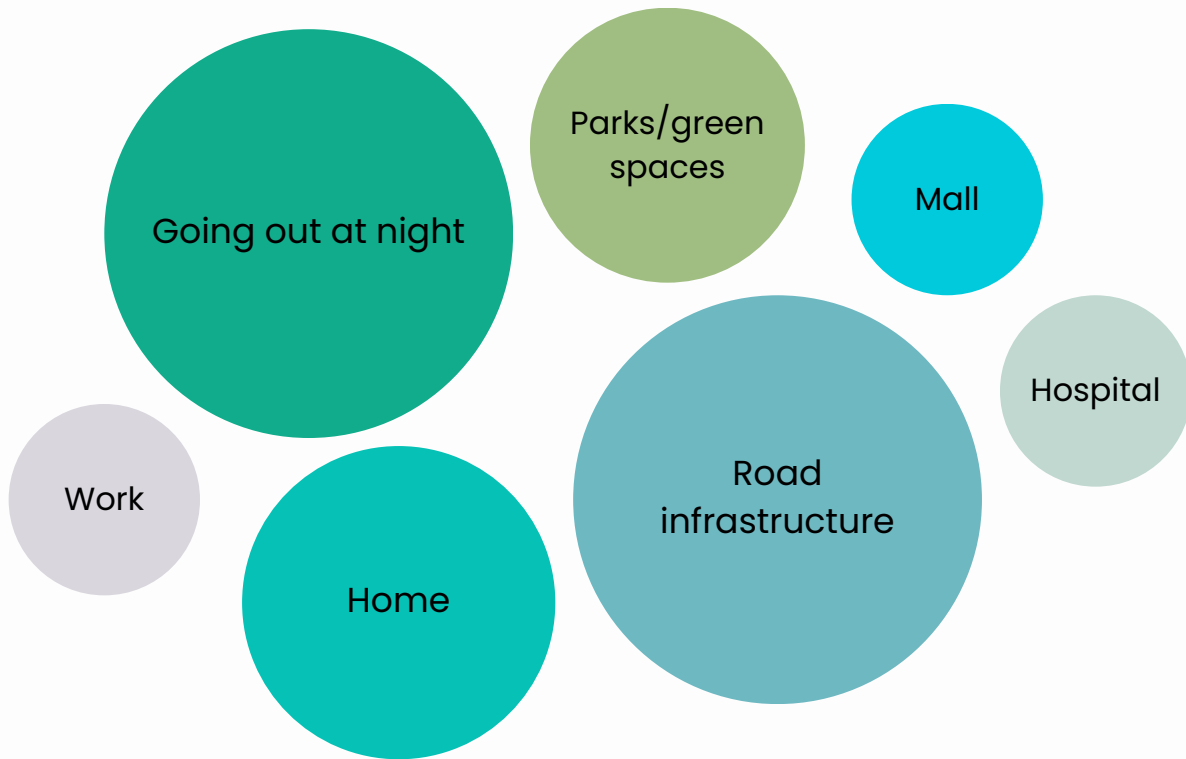 Going out at night
Parks/green
spaces
Mall
Hospital
Work
Road
infrastructure
Home